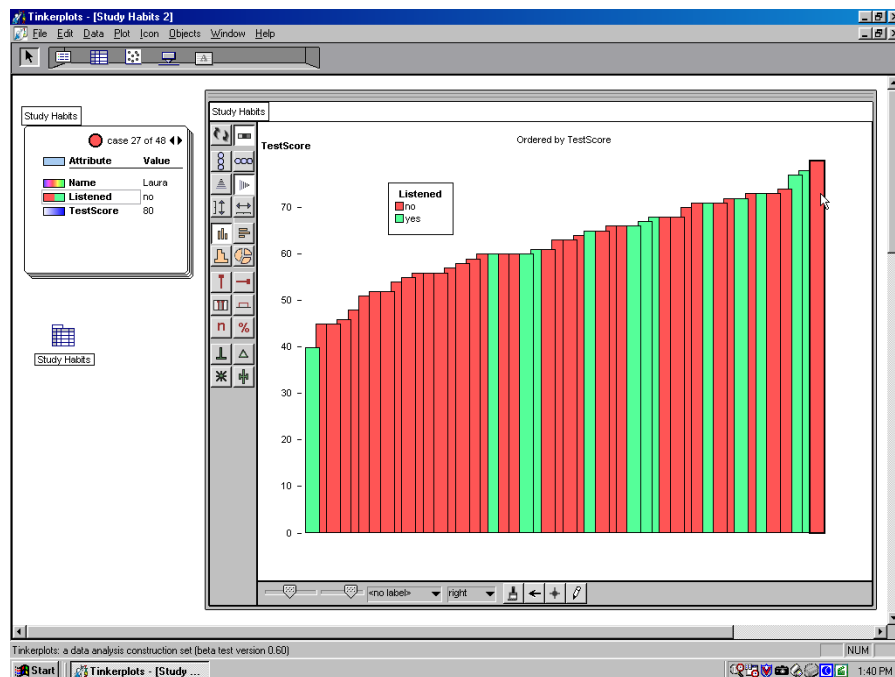 Tinkerplots - [Study Habits 2]
File Edit Data Plot Icon Objects Window Help
A
Study Habits
case 27 of 48
Attribute Value
Name Laura
Listened no
TestScore 80
Study Habits
Study Habits
TestScore
Ordered by TestScore
Listened
no
yes
70
60
50
40
30
20
10
0
n %
<no label> right
Tinkerplots: a data analysis construction set (beta test version 0.60)
NUM
Start Tinkerplots - [Study ...
1:40 PM